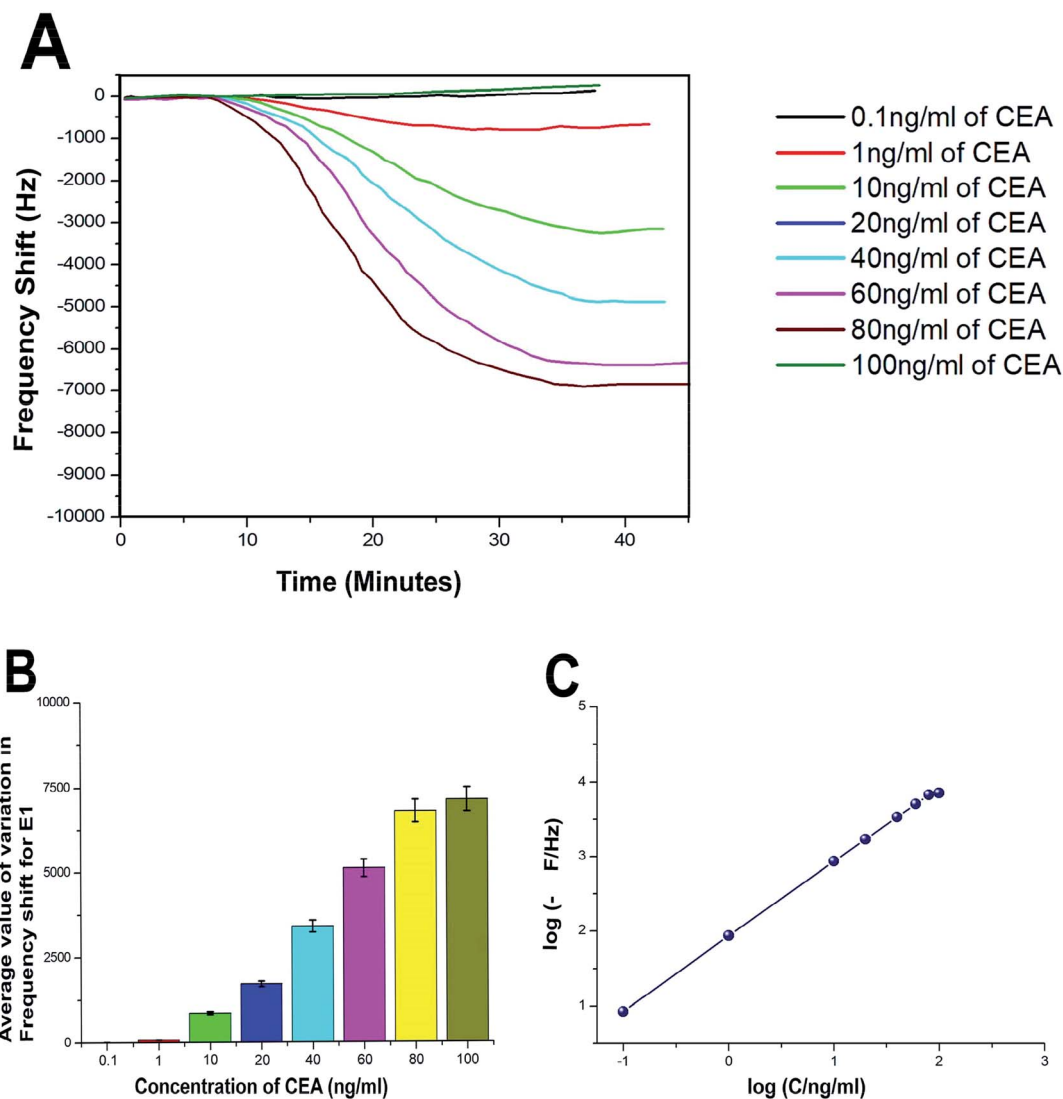 A
0
-1000
-2000
-3000
-4000
-5000
-6000
-7000
-8000
-9000
-10000
Frequency Shift (Hz)
0 10 20 30 40
Time (Minutes)
0.1ng/ml of CEA
1ng/ml of CEA
10ng/ml of CEA
20ng/ml of CEA
40ng/ml of CEA
60ng/ml of CEA
80ng/ml of CEA
100ng/ml of CEA
B
10000
7500
5000
2500
0
Average value of variation in
Frequency shift for E1
0.1 1 10 20 40 60 80 100
Concentration of CEA (ng/ml)
C
5
4
3
2
1
log (- F/Hz)
-1 0 1 2 3
log (C/ng/ml)